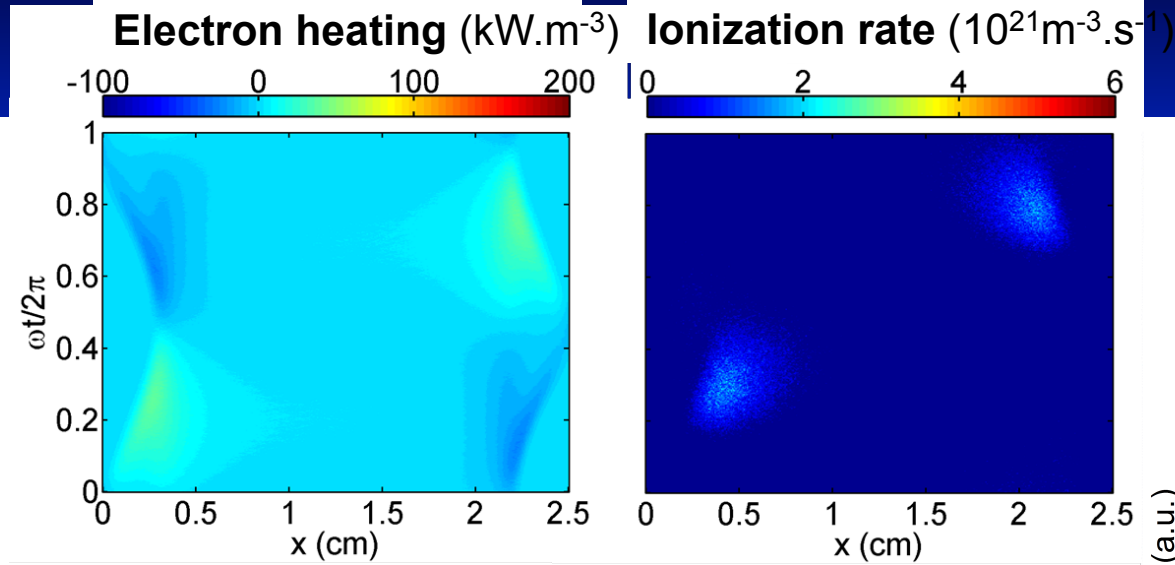 Electron heating (kW.m-3) Ionization rate (10²¹m-3.s-1)
-100 0 100 200 0 2 4 6
1
0.8
0.6
0.4
0.2
0
ωt/2π
0 0.5 1 1.5 2 2.5 0 0.5 1 1.5 2 2.5
x (cm) x (cm)
(a.u.)